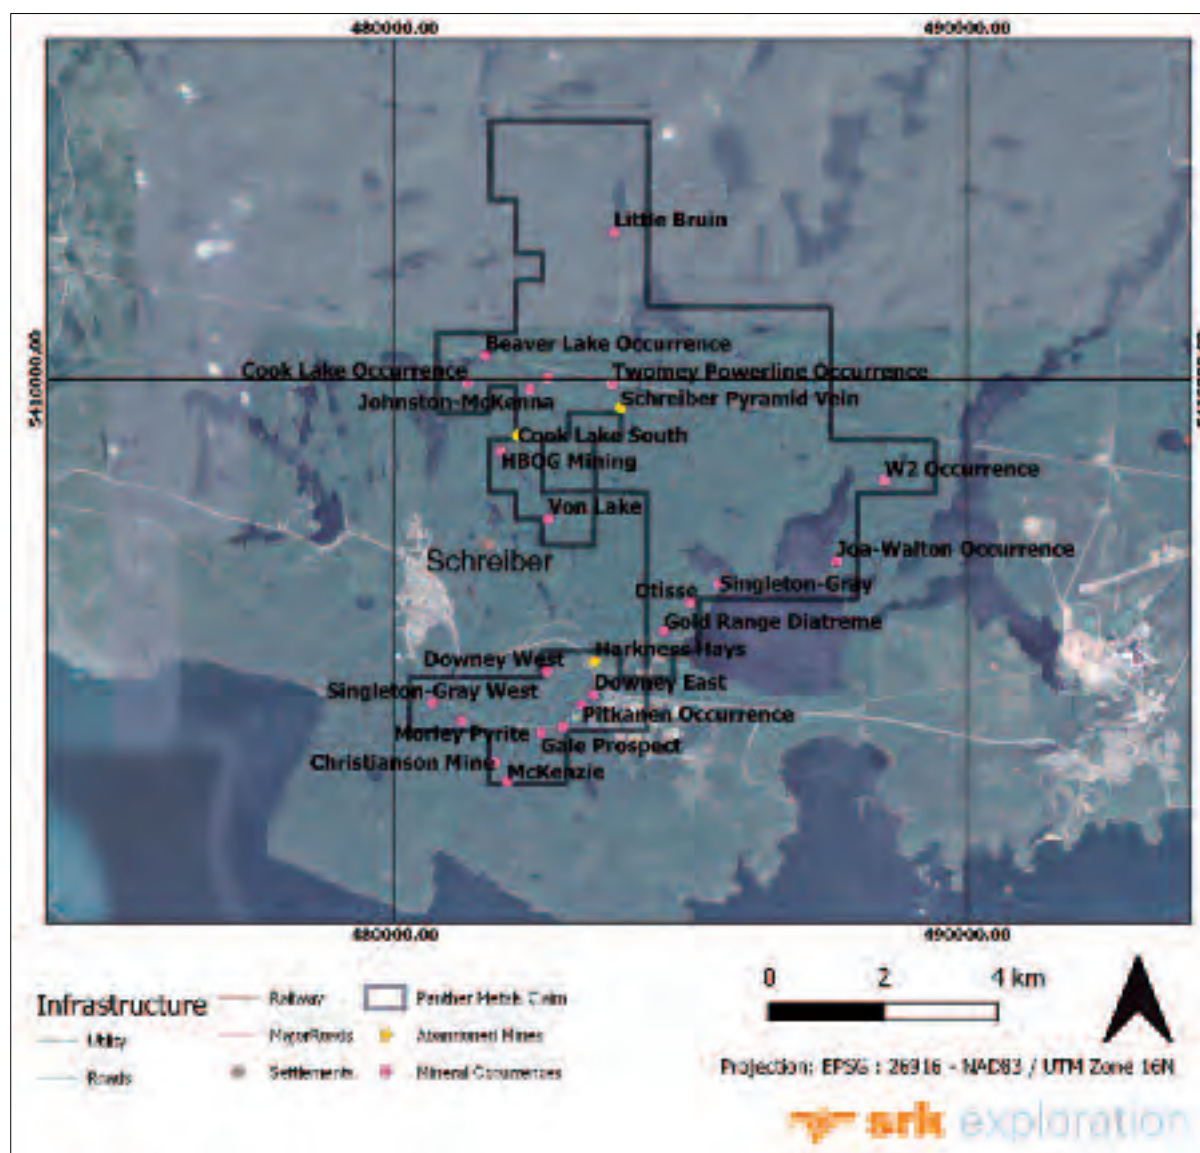 480000.00 490000.00
Little Bruin
Beaver Lake Occurrence
Cook Lake Occurrence
Twomey Powerline Occurrence
5410000.00
Johnston-McKenna
Schreiber Pyramid Vein
Cook Lake South
HBOG Mining
W2 Occurrence
Von Lake
Schreiber
Joa-Walton Occurrence
Otisse
Singleton-Gray
Gold Range Diatreme
Harkness Hays
Downey West
Downey East
Singleton-Gray West
Pitkanen Occurrence
Morley Pyrite
Gale Prospect
Christianson Mine
McKenzie
480000.00 490000.00
Infrastructure
Utility
Roads
Railway
MajorRoads
Settlements
Panther Metals Claim
Abandoned Mines
Mineral Occurrences
0 2 4 km
Projection: EPSG : 26916 - NAD83 / UTM Zone 16N
srk exploration